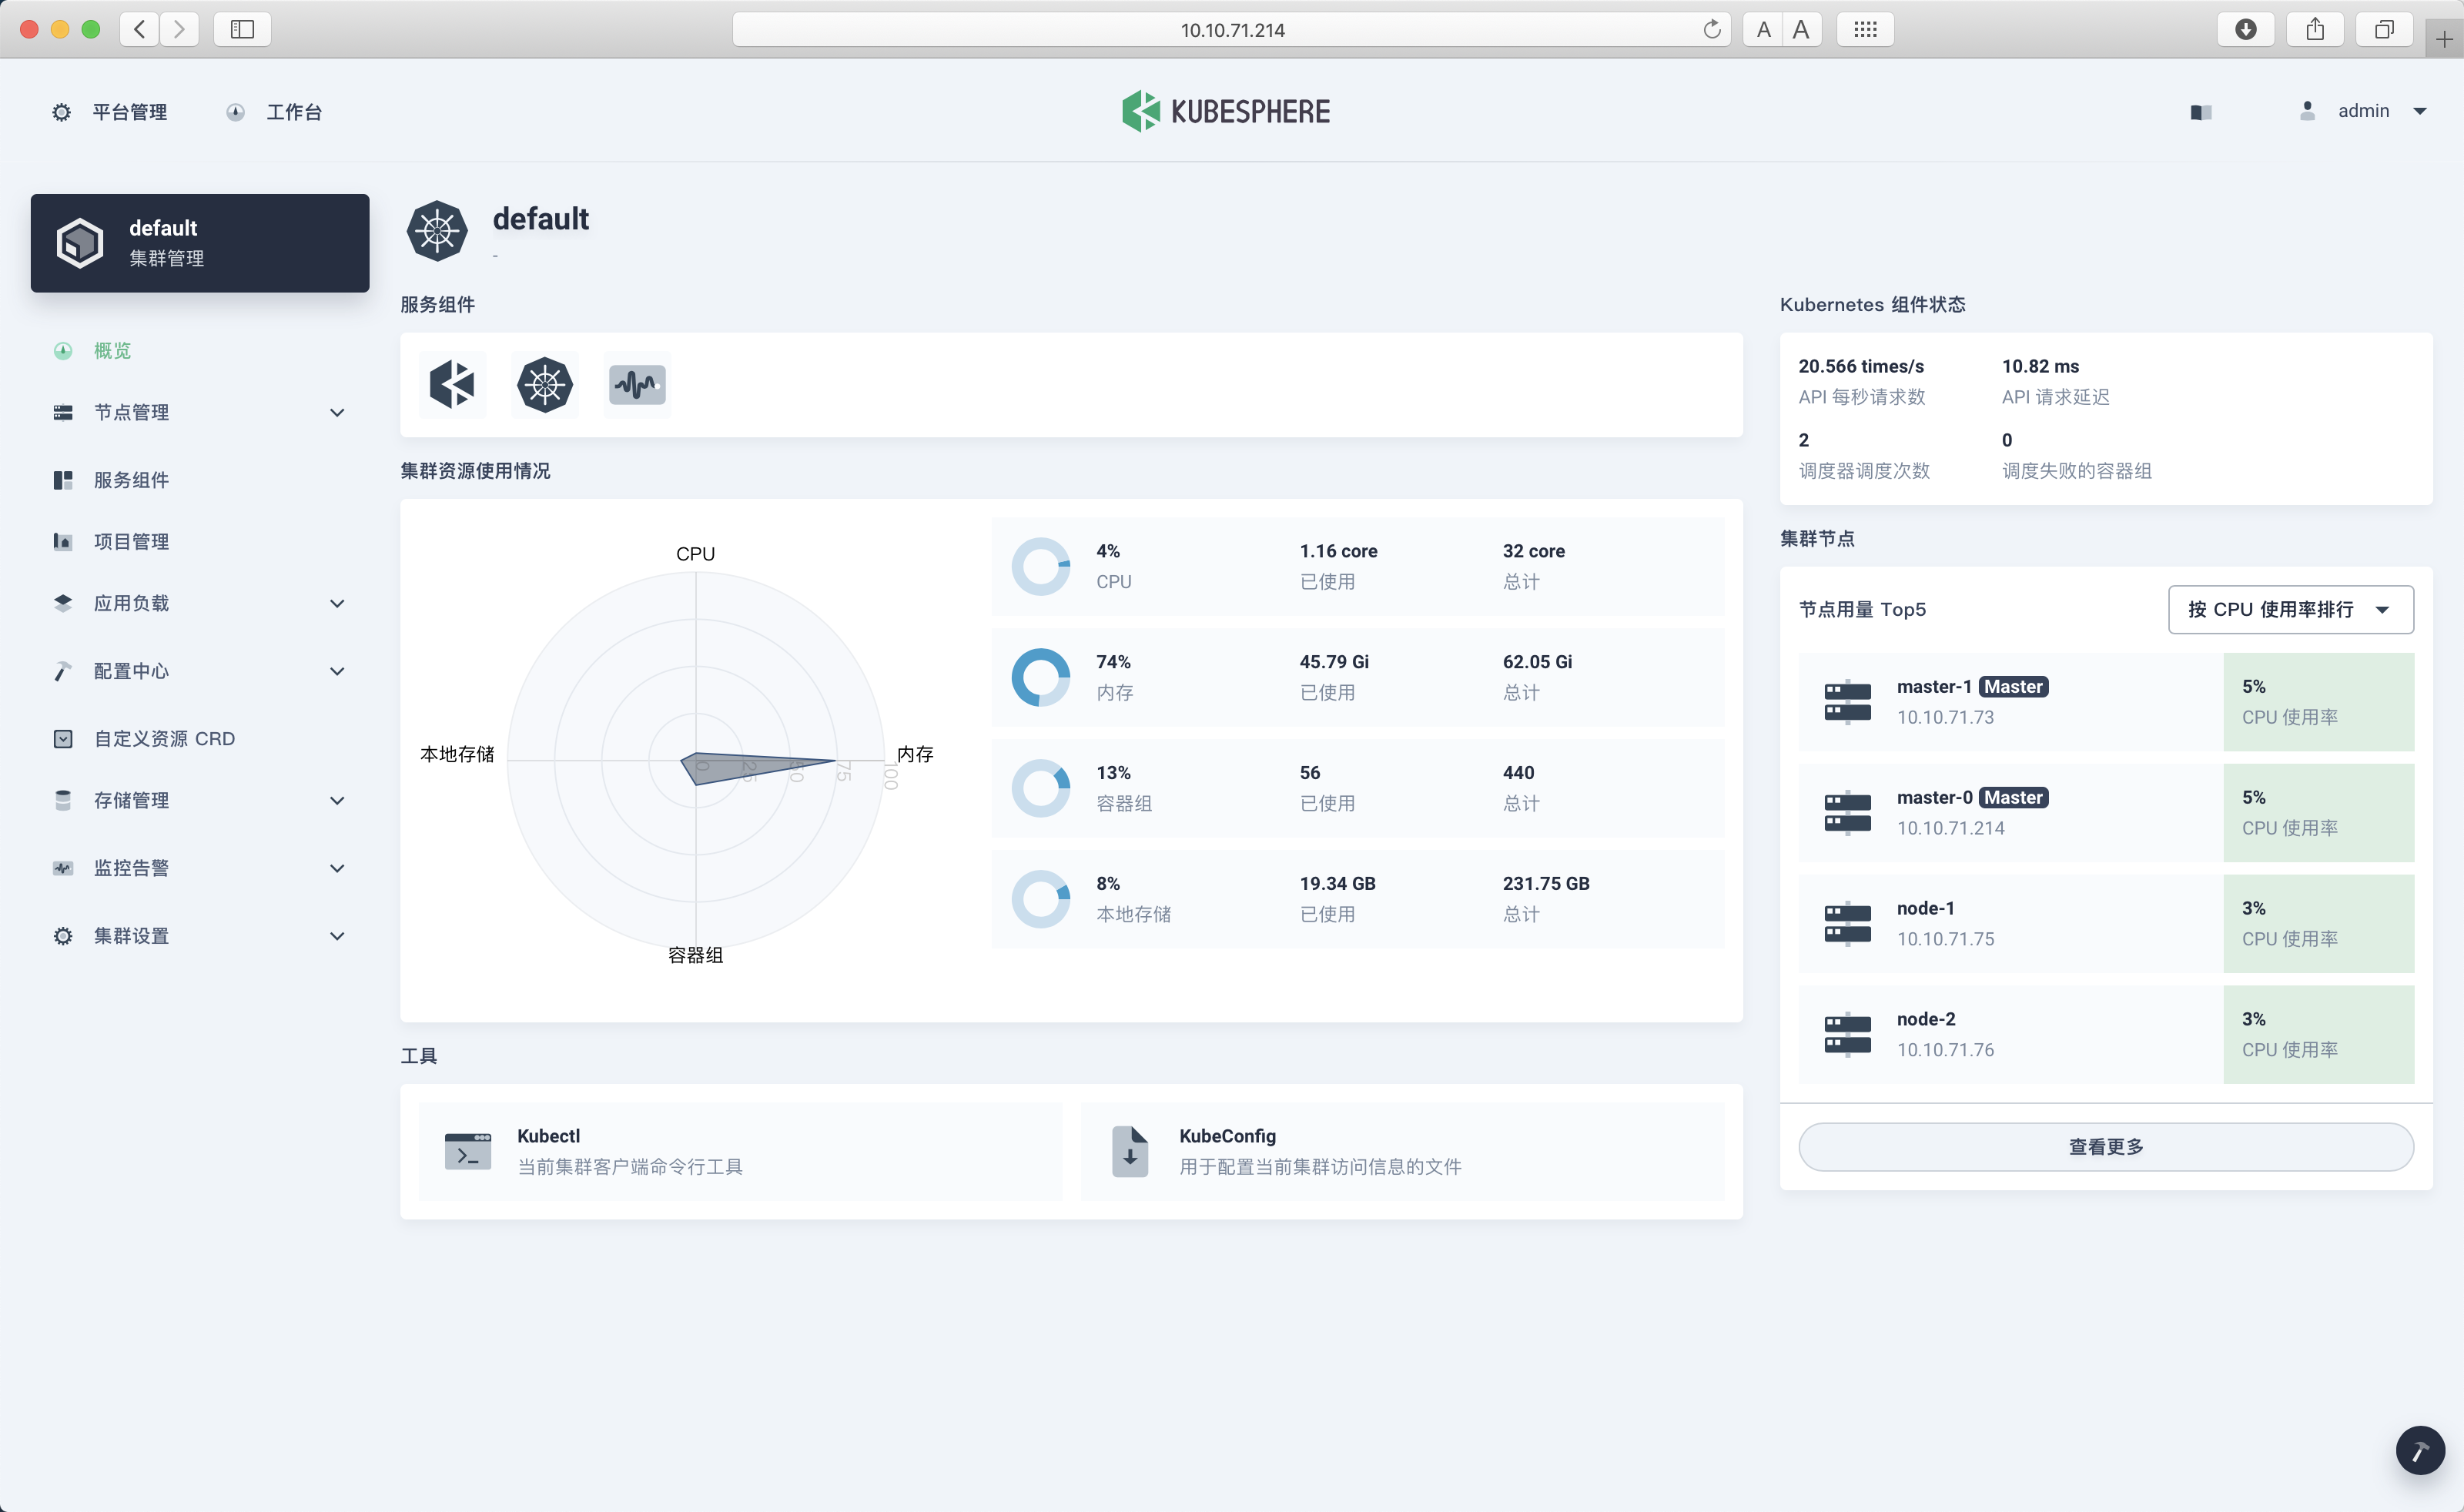 10.10.71.214
A A
平台管理
工作台
KUBESPHERE
admin
default
集群管理
概览
节点管理
服务组件
项目管理
应用负载
配置中心
自定义资源 CRD
存储管理
监控告警
集群设置
default
-
服务组件
集群资源使用情况
CPU
内存
容器组
本地存储
0 25 50 75 100
4% 1.16 core 32 core
CPU 已使用 总计
74% 45.79 Gi 62.05 Gi
内存 已使用 总计
13% 56 440
容器组 已使用 总计
8% 19.34 GB 231.75 GB
本地存储 已使用 总计
工具
Kubectl
当前集群客户端命令行工具
KubeConfig
用于配置当前集群访问信息的文件
Kubernetes 组件状态
20.566 times/s 10.82 ms
API 每秒请求数 API 请求延迟
2 0
调度器调度次数 调度失败的容器组
集群节点
节点用量 Top5
按 CPU 使用率排行
master-1 Master 5%
10.10.71.73 CPU 使用率
master-0 Master 5%
10.10.71.214 CPU 使用率
node-1 3%
10.10.71.75 CPU 使用率
node-2 3%
10.10.71.76 CPU 使用率
查看更多